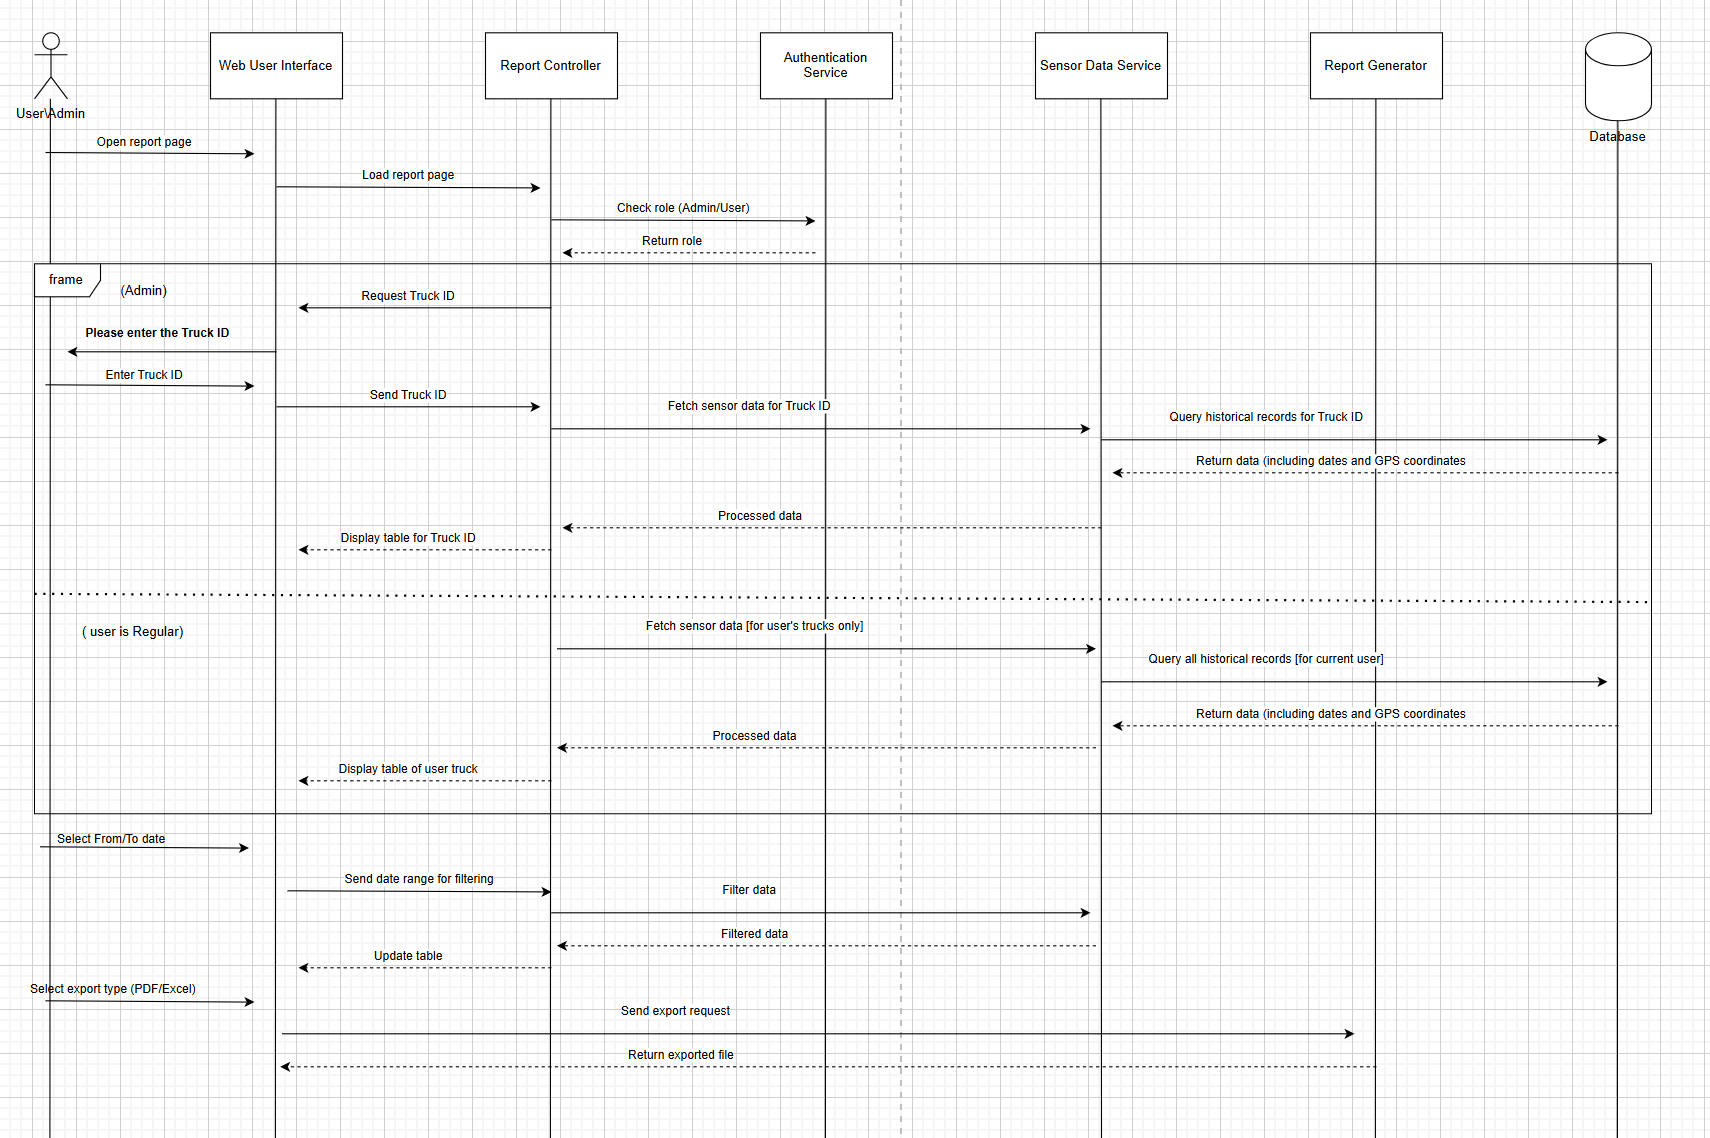 User\Admin
Web User Interface
Report Controller
Authentication
Service
Sensor Data Service
Report Generator
Database
Open report page
Load report page
Check role (Admin/User)
Return role
frame
(Admin)
Request Truck ID
Please enter the Truck ID
Enter Truck ID
Send Truck ID
Fetch sensor data for Truck ID
Query historical records for Truck ID
Return data (including dates and GPS coordinates
Processed data
Display table for Truck ID
( user is Regular)
Fetch sensor data [for user's trucks only]
Query all historical records [for current user]
Return data (including dates and GPS coordinates
Processed data
Display table of user truck
Select From/To date
Send date range for filtering
Filter data
Filtered data
Update table
Select export type (PDF/Excel)
Send export request
Return exported file